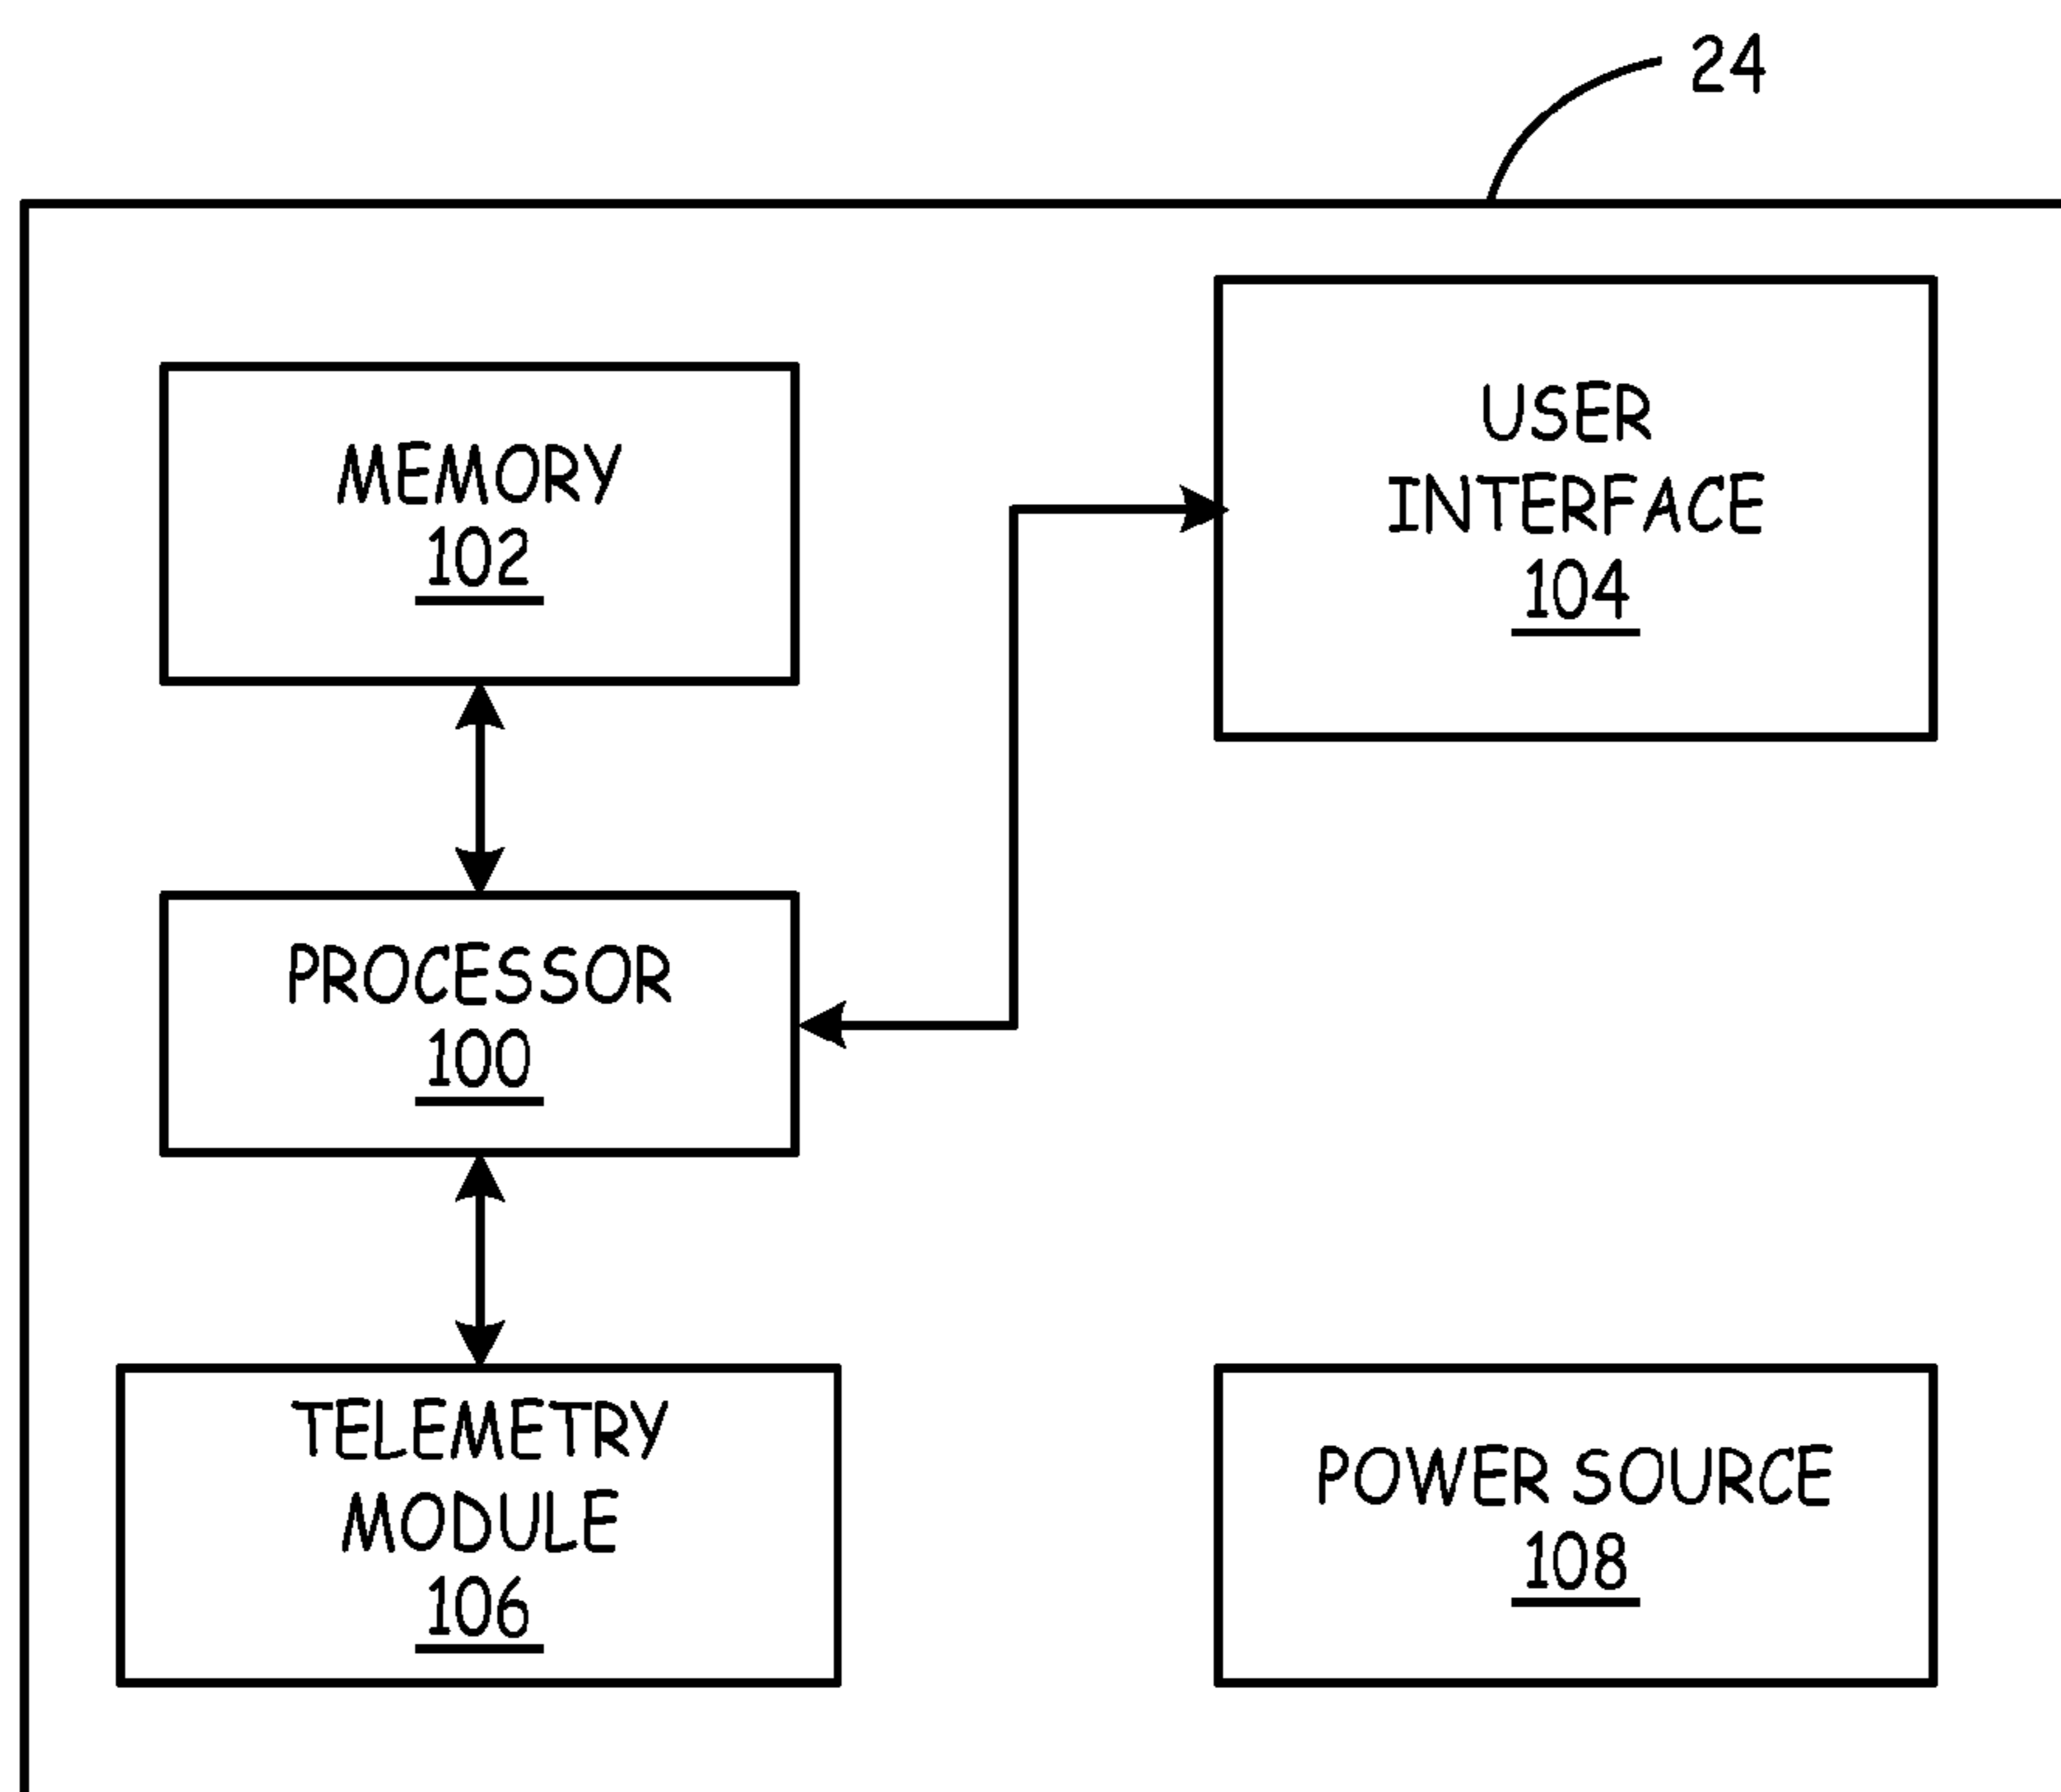 24
MEMORY
102
USER
INTERFACE
104
PROCESSOR
100
TELEMETRY
MODULE
106
POWER SOURCE
108